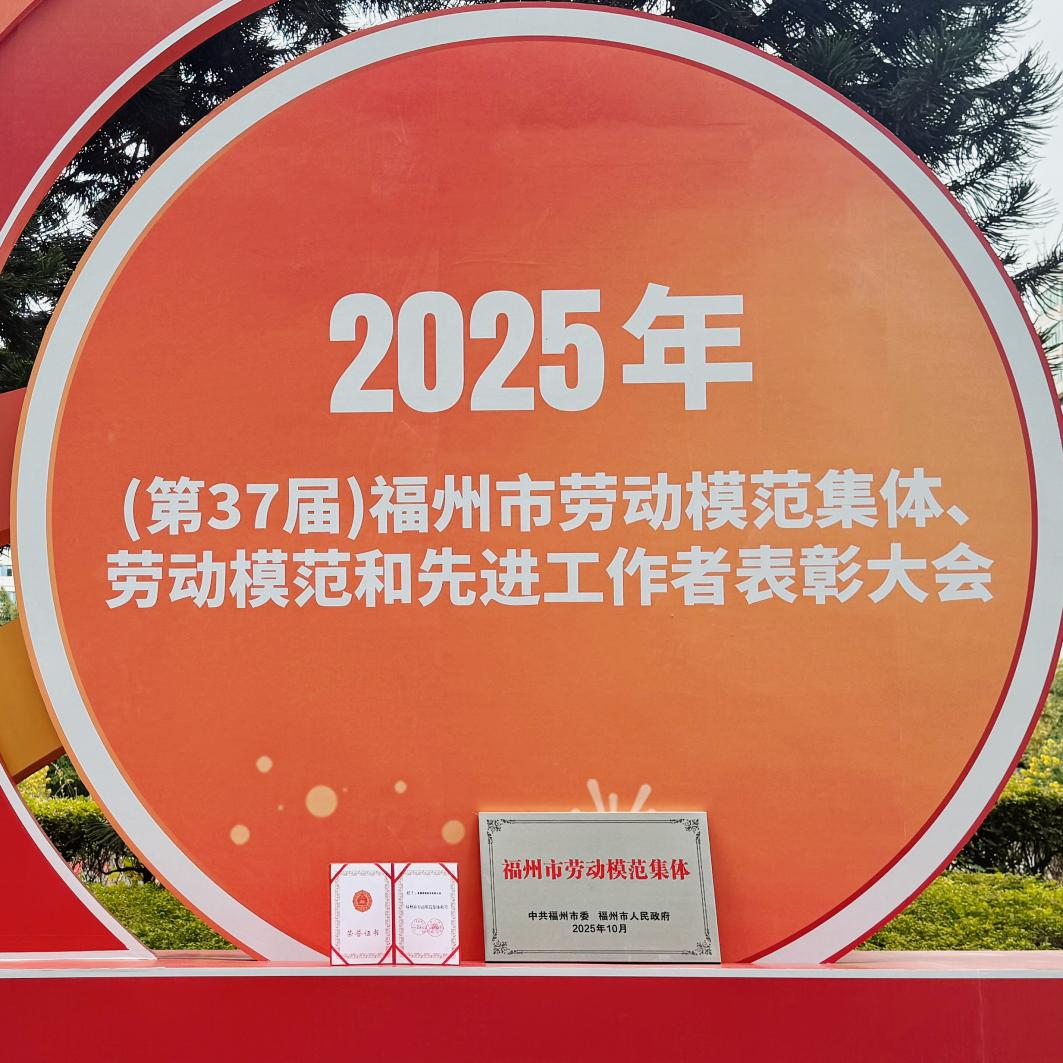 2025年
(第37届)福州市劳动模范集体、
劳动模范和先进工作者表彰大会
荣誉证书
福州市劳动模范集体
中共福州市委 福州市人民政府
2025年10月